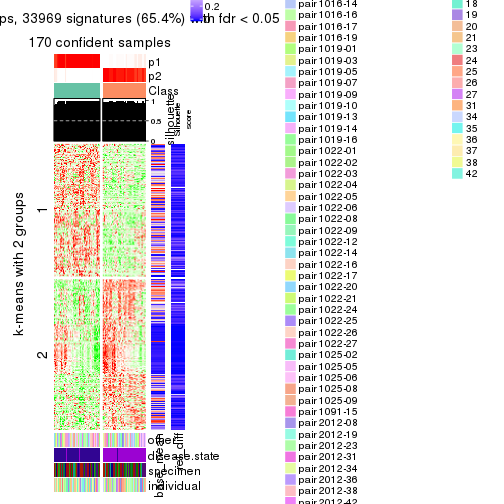 0.2
ps, 33969 signatures (65.4%) with fdr < 0.05
170 confident samples
p1
p2
Class
1
0.5
0
silhouette
Silhouette
score
k-means with 2 groups
1
2
other
disease.state
specimen
individual
base_mean
rel_diff
pair1016-14
pair1016-16
pair1016-17
pair1016-19
pair1019-01
pair1019-03
pair1019-05
pair1019-07
pair1019-09
pair1019-10
pair1019-13
pair1019-14
pair1019-16
pair1022-01
pair1022-02
pair1022-03
pair1022-04
pair1022-05
pair1022-06
pair1022-08
pair1022-09
pair1022-12
pair1022-14
pair1022-16
pair1022-17
pair1022-20
pair1022-21
pair1022-24
pair1022-25
pair1022-26
pair1022-27
pair1025-02
pair1025-05
pair1025-06
pair1025-08
pair1025-09
pair1091-15
pair2012-08
pair2012-19
pair2012-23
pair2012-31
pair2012-34
pair2012-36
pair2012-38
pair2012-42
18
19
20
21
23
24
25
26
27
31
34
35
36
37
38
42